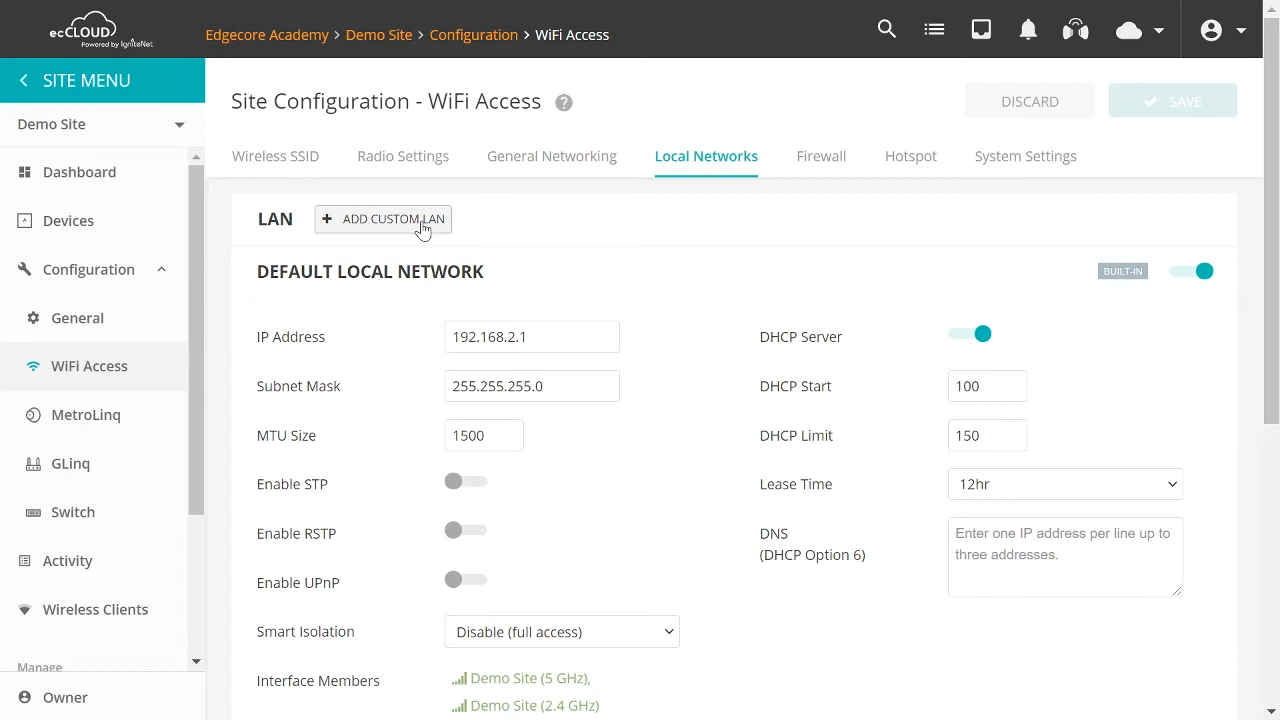 ecCLOUD
Powered by IgniteNet
Edgecore Academy > Demo Site > Configuration > WiFi Access
SITE MENU
Demo Site
Dashboard
Devices
Configuration
General
WiFi Access
MetroLinq
GLinq
Switch
Activity
Wireless Clients
Manage
Owner
Site Configuration - WiFi Access ?
DISCARD
SAVE
Wireless SSID Radio Settings General Networking Local Networks Firewall Hotspot System Settings
LAN + ADD CUSTOM LAN
DEFAULT LOCAL NETWORK BUILT-IN
IP Address 192.168.2.1
Subnet Mask 255.255.255.0
MTU Size 1500
Enable STP
Enable RSTP
Enable UPnP
Smart Isolation Disable (full access)
Interface Members Demo Site (5 GHz),
Demo Site (2.4 GHz)
DHCP Server
DHCP Start 100
DHCP Limit 150
Lease Time 12hr
DNS
(DHCP Option 6)
Enter one IP address per line up to
three addresses.